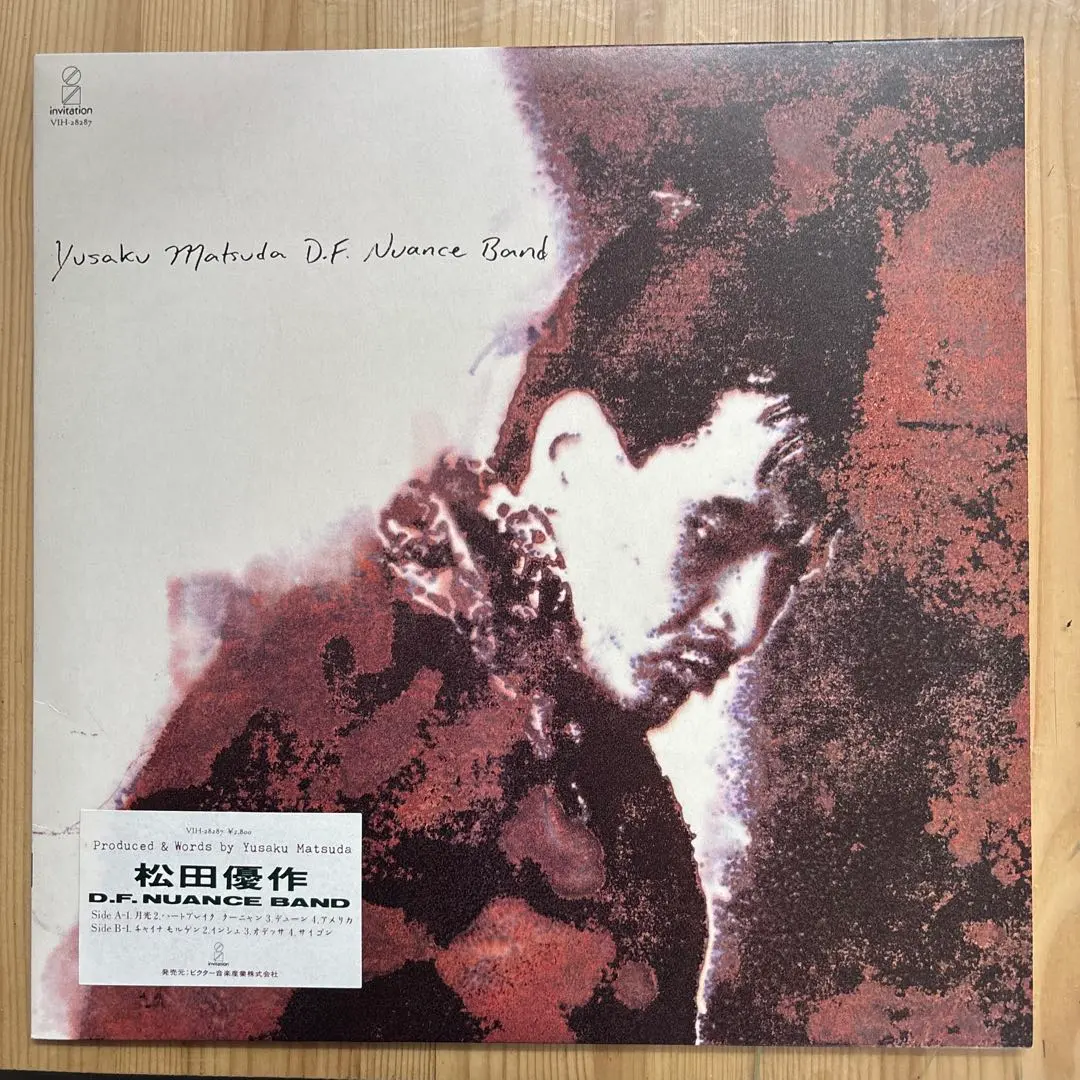 invitation
VIH-28287
Yusaku Matsuda D.F. Nuance Band
VIH-28287 ¥2,800
Produced & Words by Yusaku Matsuda
松田優作
D.F. NUANCE BAND
Side A-1. 月光 2. ハートブレイク クーニャン 3. デューン 4. アメリカ
Side B-1. チャイナ モルゲン 2. インシュ 3. オデッサ 4. サイゴン
invitation
発売元：ビクター音楽産業株式会社